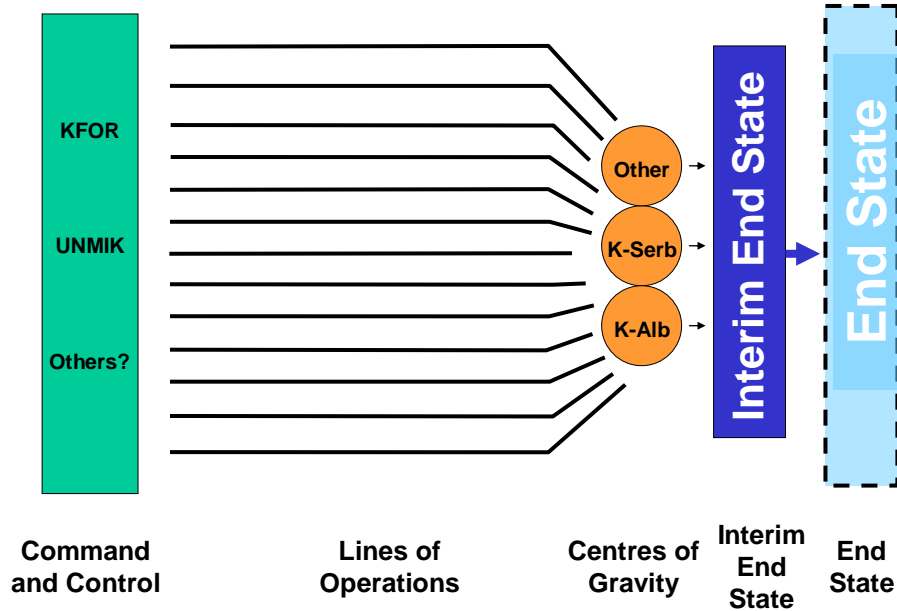 KFOR
UNMIK
Others?
Other
K-Serb
K-Alb
Interim End State
End State
Command
and Control
Lines of
Operations
Centres of
Gravity
Interim
End
State
End
State